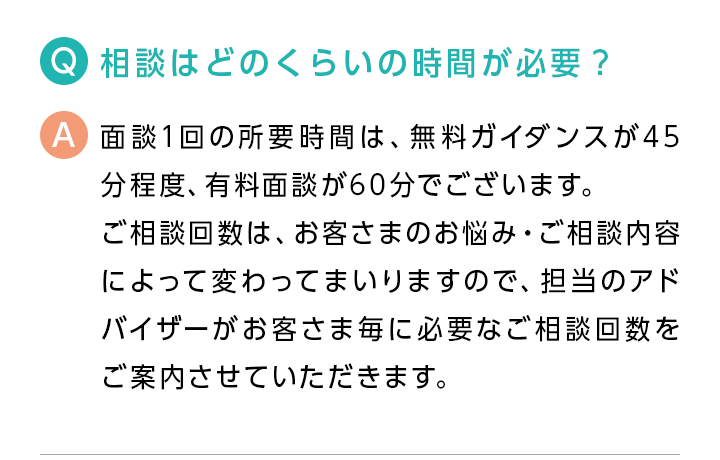 Q 相談はどのくらいの時間が必要？
A 面談1回の所要時間は、無料ガイダンスが45
分程度、有料面談が60分でございます。
ご相談回数は、お客さまのお悩み・ご相談内容
によって変わってまいりますので、担当のアド
バイザーがお客さま毎に必要なご相談回数を
ご案内させていただきます。